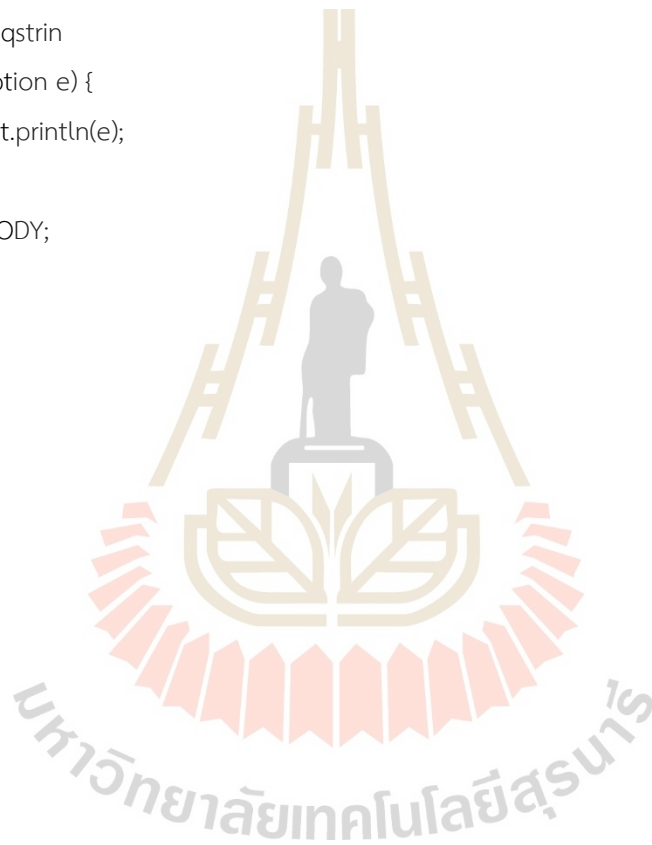 qstrin
tion e) {
t.println(e);
ODY;
มหาวิทยาลัยเทคโนโลยีสุรนารี